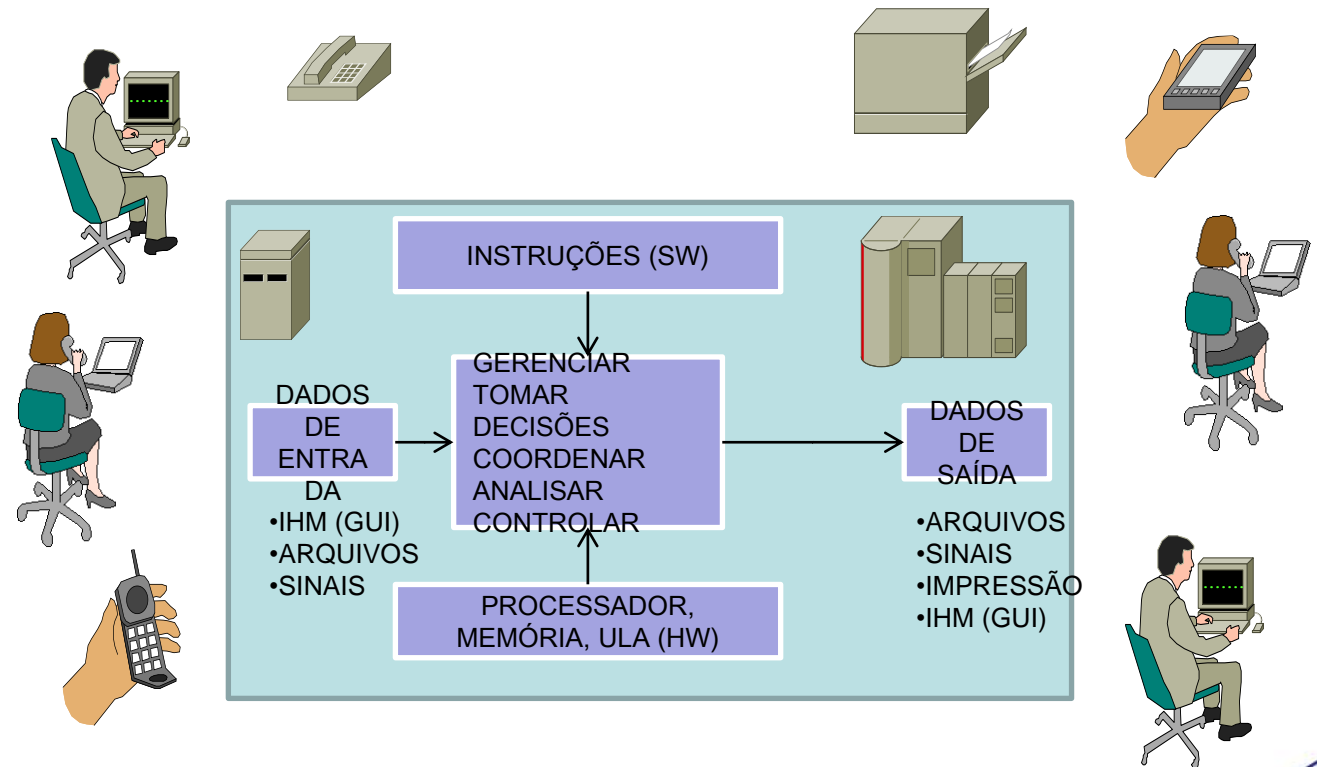 INSTRUÇÕES (SW)
GERENCIAR
TOMAR
DECISÕES
COORDENAR
ANALISAR
CONTROLAR
DADOS
DE
ENTRA
DA
•IHM (GUI)
•ARQUIVOS
•SINAIS
DADOS
DE
SAÍDA
•ARQUIVOS
•SINAIS
•IMPRESSÃO
•IHM (GUI)
PROCESSADOR,
MEMÓRIA, ULA (HW)